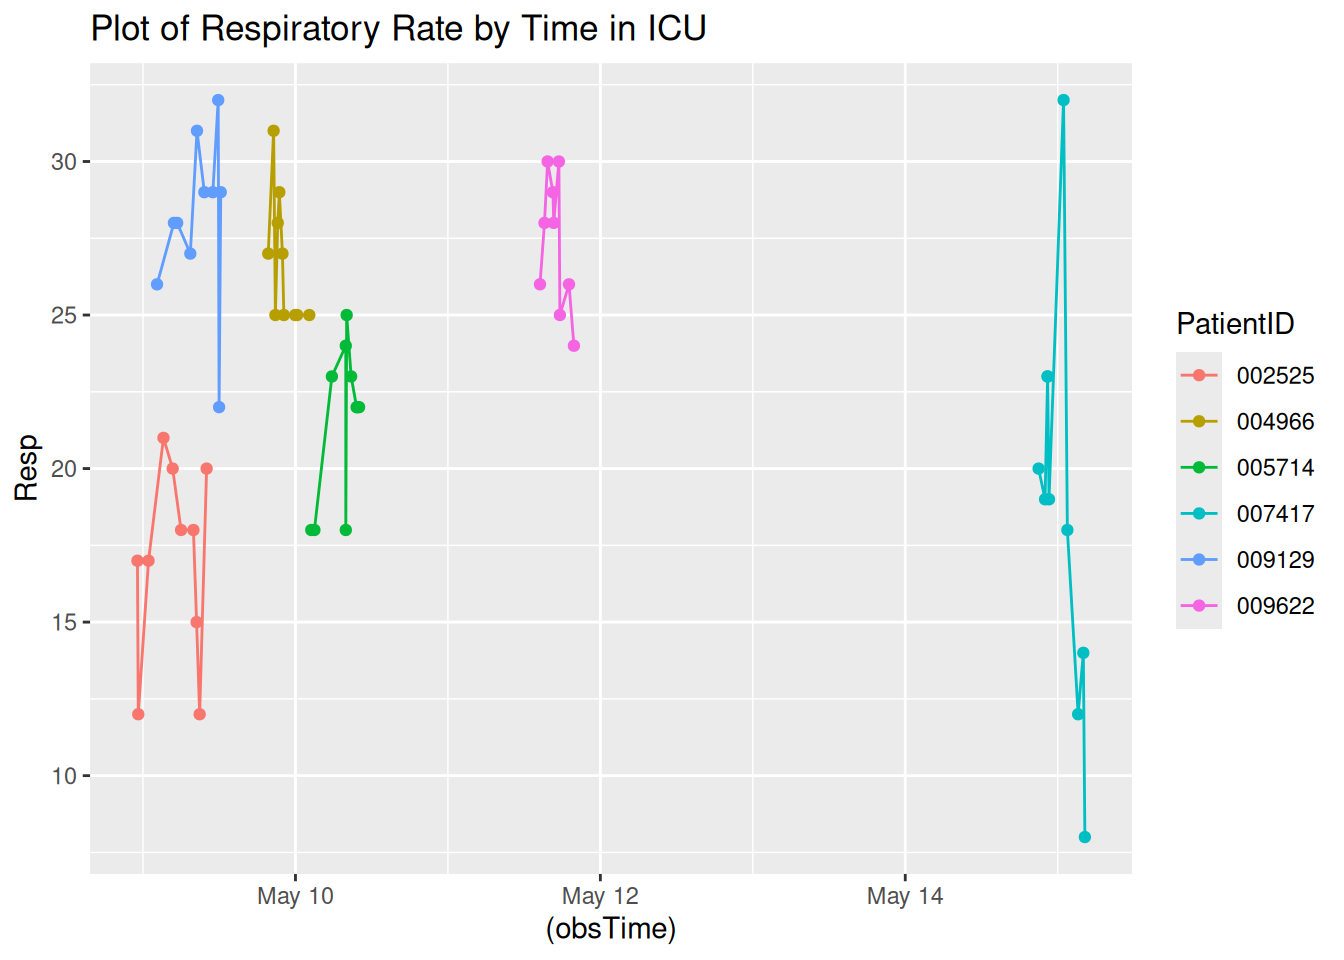 Plot of Respiratory Rate by Time in ICU
30
25
20
15
10
Resp
May 10
May 12
May 14
(obsTime)
PatientID
002525
004966
005714
007417
009129
009622